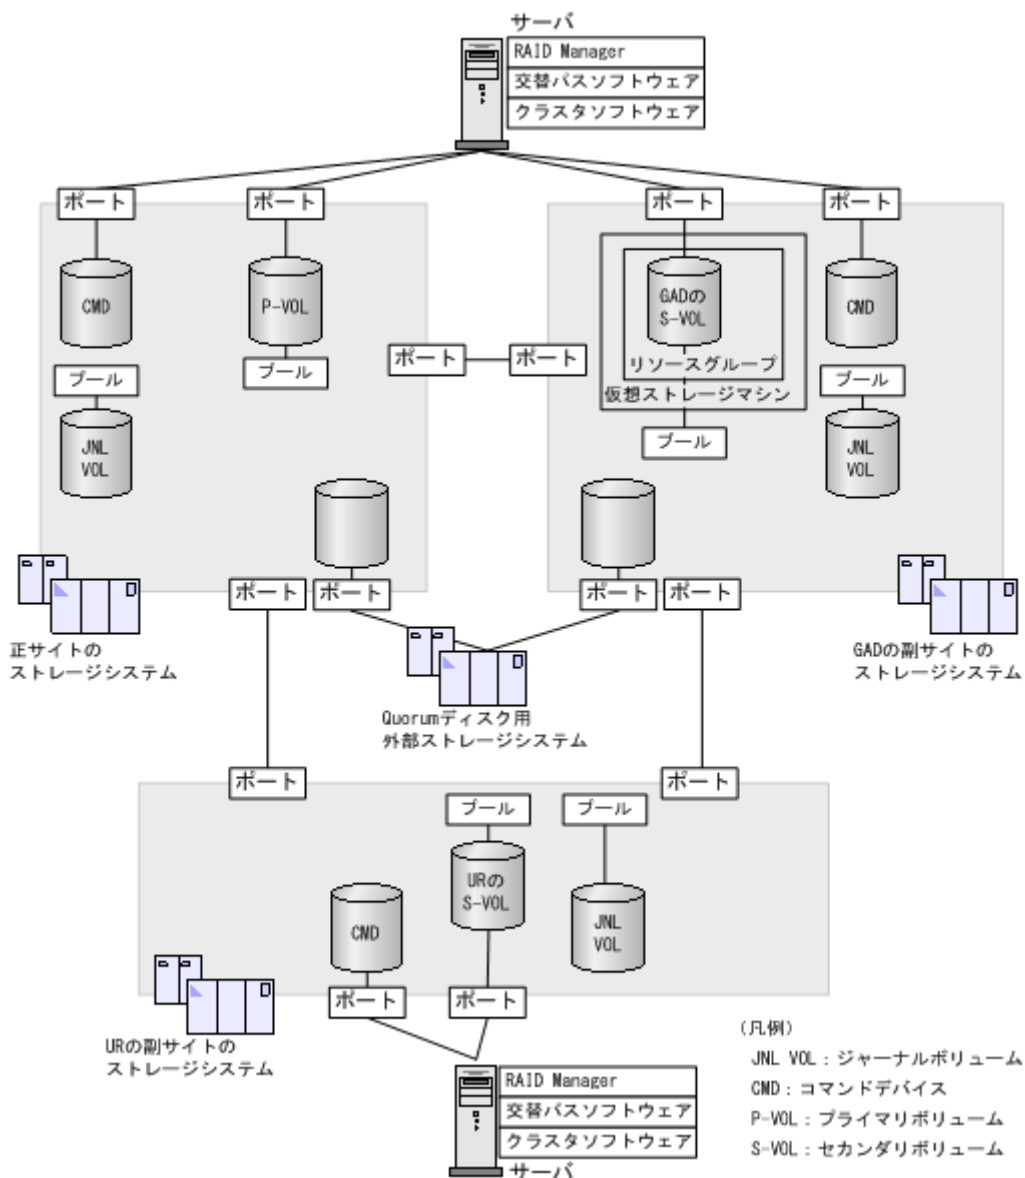 サーバ
RAID Manager
交替パスソフトウェア
クラスタソフトウェア
ポート
ポート
ポート
ポート
CMD
P-VOL
GADの
S-VOL
CMD
ポート
ポート
リソースグループ
プール
プール
プール
仮想ストレージマシン
JNL
VOL
プール
JNL
VOL
ポート
ポート
ポート
ポート
正サイトの
ストレージシステム
GADの副サイトの
ストレージシステム
Quorumディスク用
外部ストレージシステム
ポート
ポート
プール
プール
URの
S-VOL
CMD
JNL
VOL
ポート
ポート
URの副サイトの
ストレージシステム
(凡例)
JNL VOL:ジャーナルボリューム
CMD:コマンドデバイス
P-VOL:プライマリボリューム
S-VOL:セカンダリボリューム
RAID Manager
交替パスソフトウェア
クラスタソフトウェア
サーバ